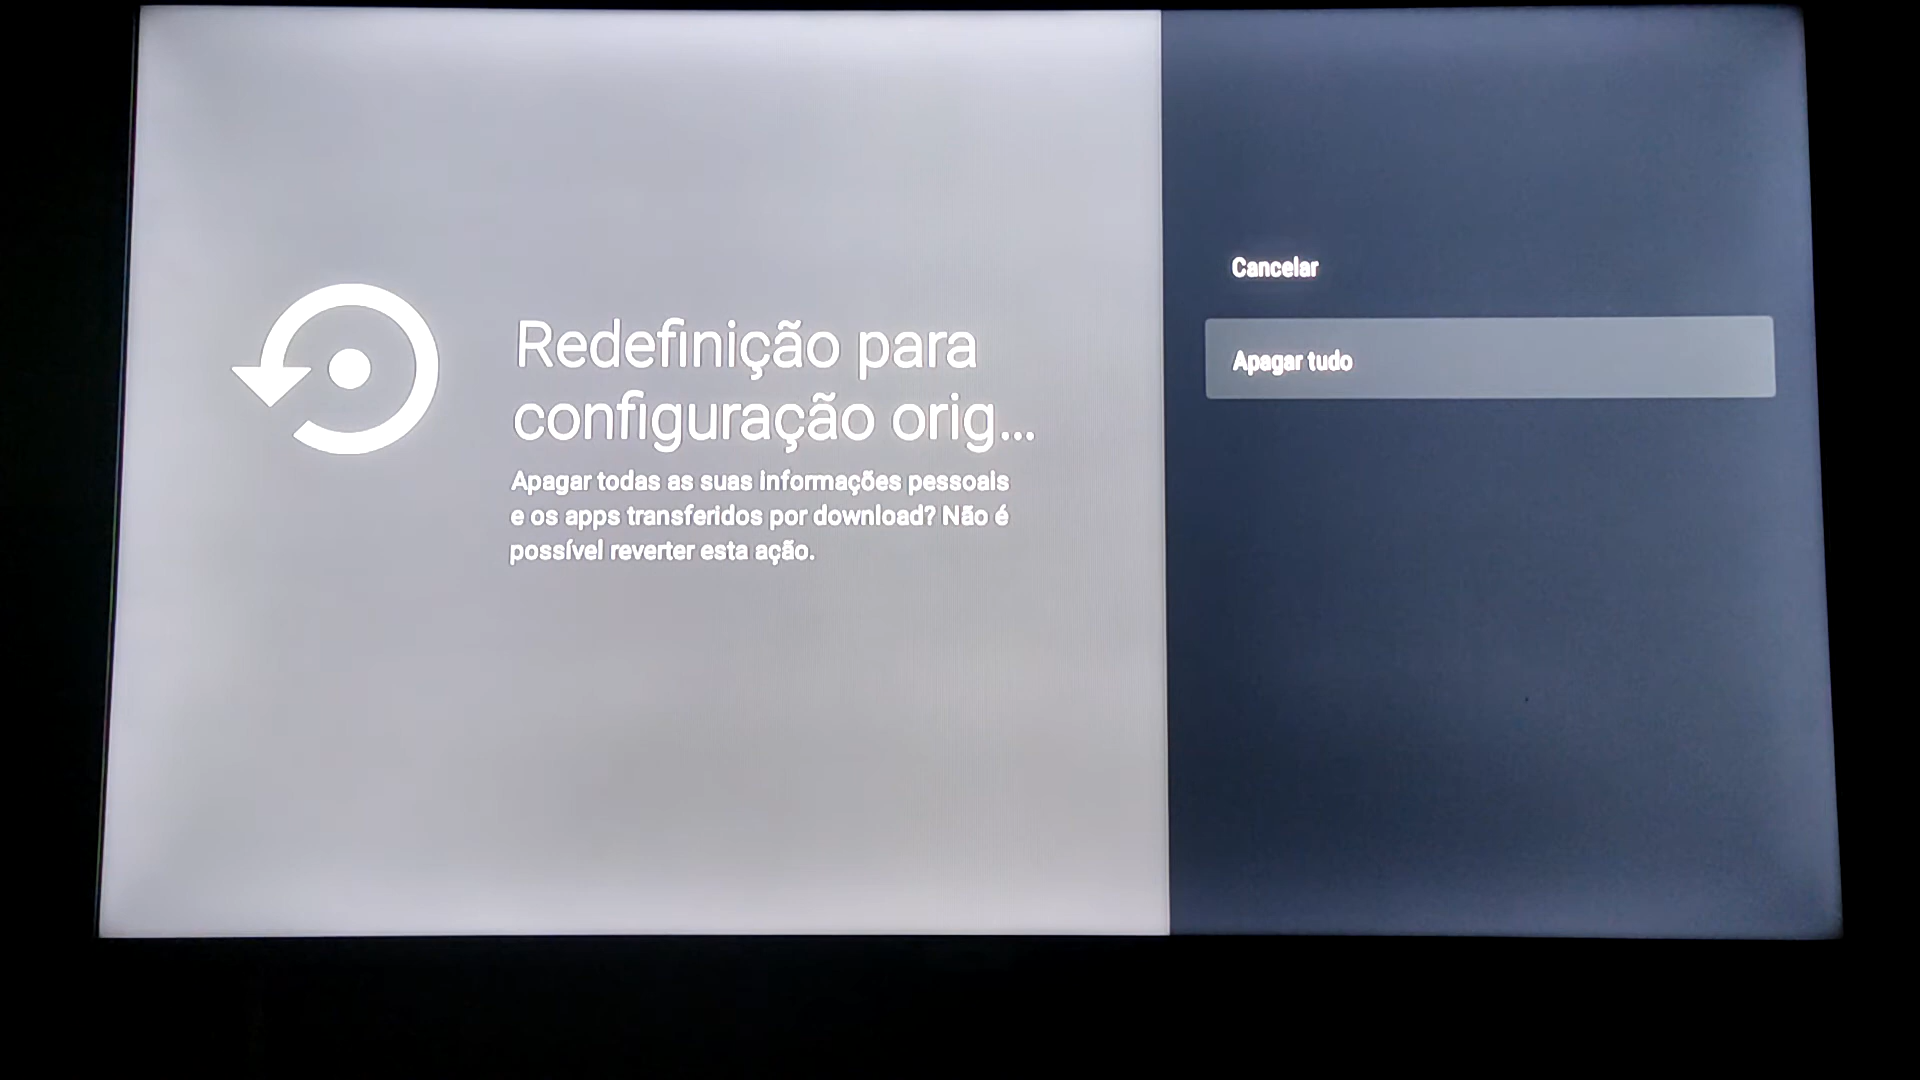 Redefinição para
configuração orig...
Apagar todas as suas informações pessoais
e os apps transferidos por download? Não é
possível reverter esta ação.
Cancelar
Apagar tudo